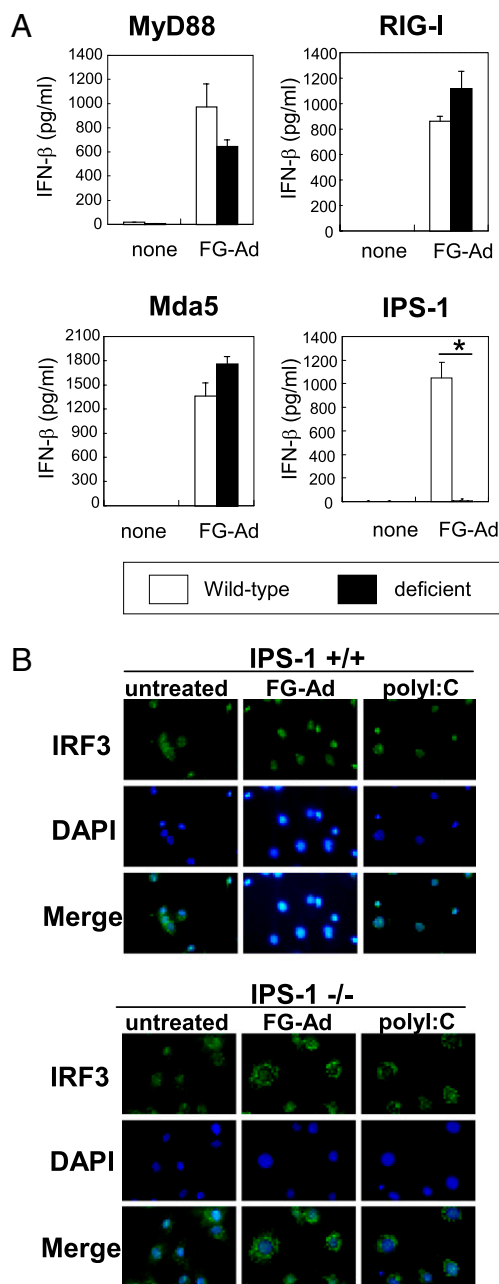 A
MyD88
IFN-β (pg/ml)
1400
1200
1000
800
600
400
200
0
none FG-Ad
RIG-I
IFN-β (pg/ml)
1400
1200
1000
800
600
400
200
0
none FG-Ad
Mda5
IFN-β (pg/ml)
2100
1800
1500
1200
900
600
300
0
none FG-Ad
IPS-1
IFN-β (pg/ml)
1400
1200
1000
800
600
400
200
0
*
none FG-Ad
Wild-type deficient
B
IPS-1 +/+
untreated FG-Ad polyI:C
IRF3
DAPI
Merge
IPS-1 -/-
untreated FG-Ad polyI:C
IRF3
DAPI
Merge